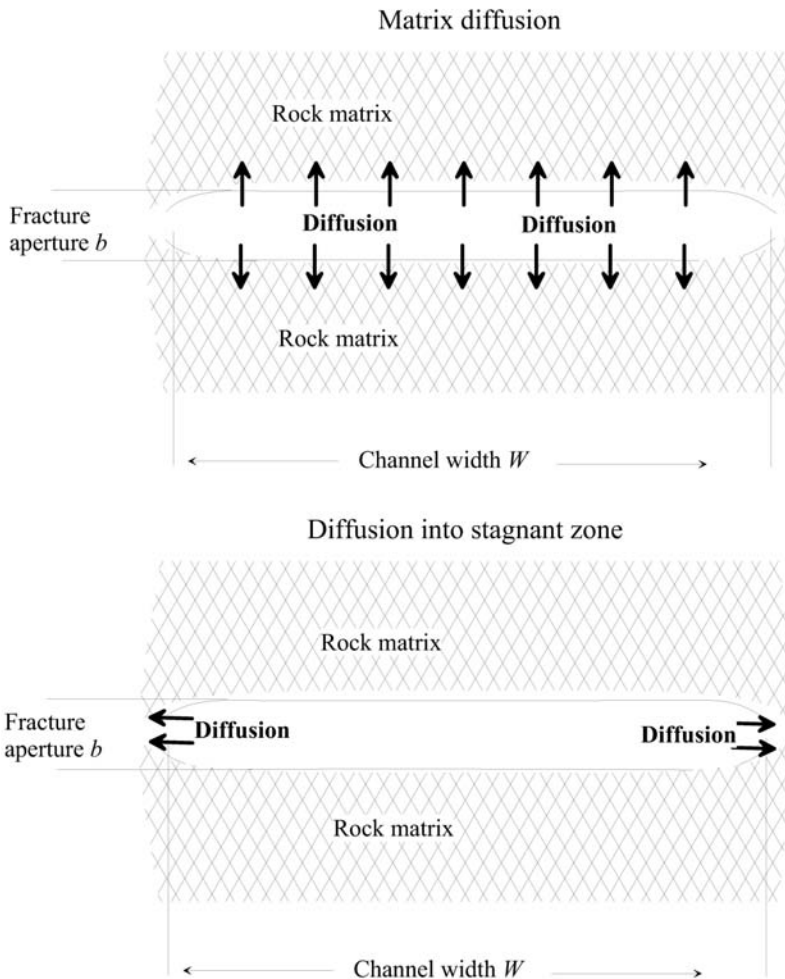 Matrix diffusion
Rock matrix
Fracture
aperture b
Diffusion
Diffusion
Rock matrix
Channel width W
Diffusion into stagnant zone
Rock matrix
Fracture
aperture b
Diffusion
Diffusion
Rock matrix
Channel width W